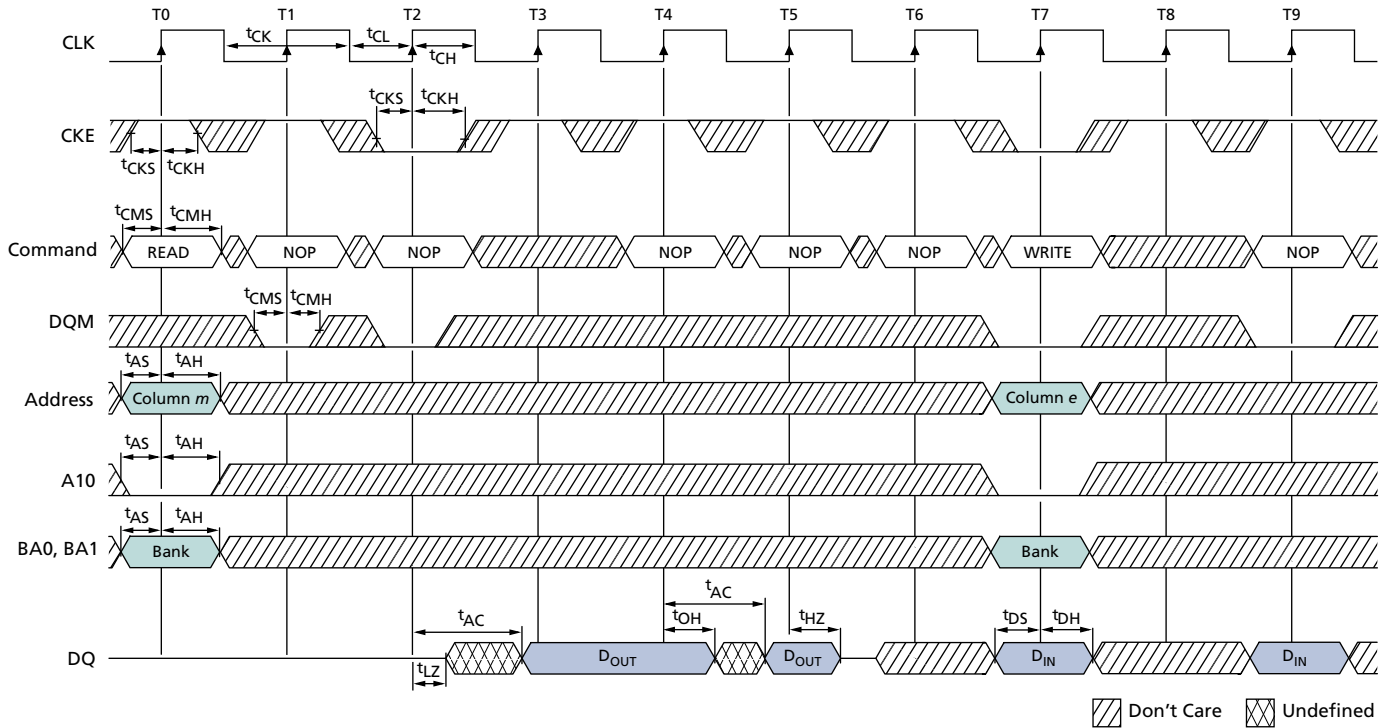 T0 T1 T2 T3 T4 T5 T6 T7 T8 T9
CLK tCK tCL tCH
tCKS tCKH
CKE
tCKS tCKH
tCMS tCMH
Command READ NOP NOP NOP NOP NOP WRITE NOP
tCMS tCMH
DQM
tAS tAH
Address Column m Column e
tAS tAH
A10
tAS tAH
BA0, BA1 Bank Bank
tAC
tAC tOH tHZ tDS tDH
DQ DOUT DOUT DIN DIN
tLZ
Don't Care Undefined